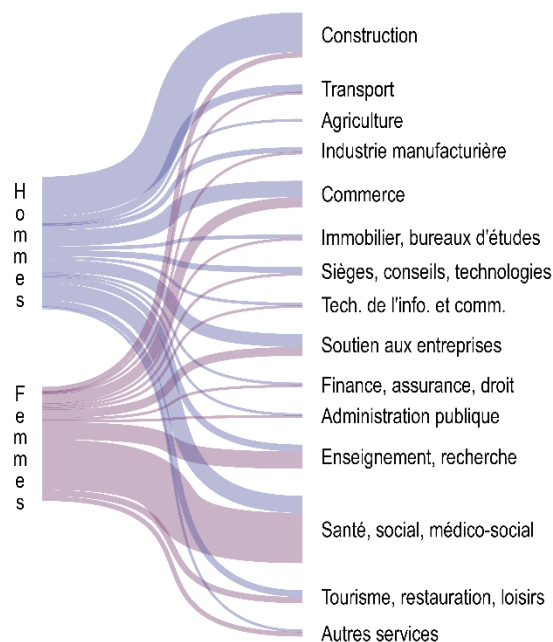 Construction
Transport
Agriculture
Industrie manufacturière
Hommes
Commerce
Immobilier, bureaux d'études
Sièges, conseils, technologies
Tech. de l'info. et comm.
Soutien aux entreprises
Femmes
Finance, assurance, droit
Administration publique
Enseignement, recherche
Santé, social, médico-social
Tourisme, restauration, loisirs
Autres services